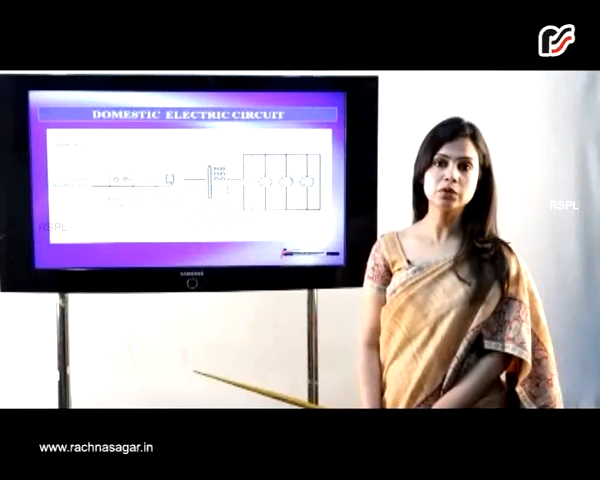 DOMESTIC ELECTRIC CIRCUIT
RSPL
RSPL
SAMSUNG
www.rachnasagar.in